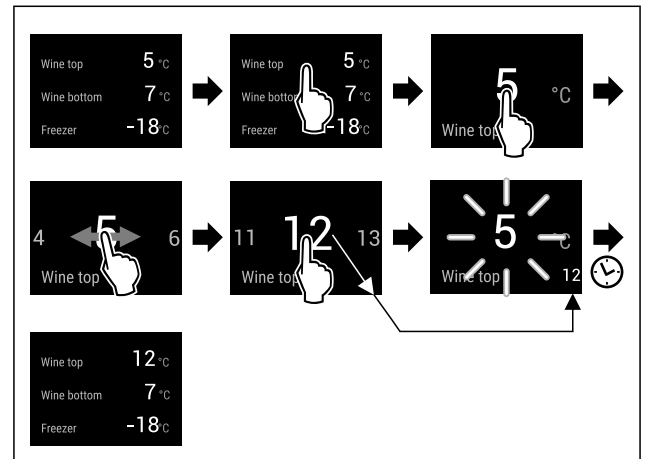 Wine top 5 °C
Wine bottom 7 °C
Freezer -18 °C
Wine top 5 °C
Wine bottom 7 °C
Freezer -18 °C
5 °C
Wine top
4 5 6
Wine top
11 12 13
Wine top
5 °C
Wine top 12
Wine top 12 °C
Wine bottom 7 °C
Freezer -18 °C